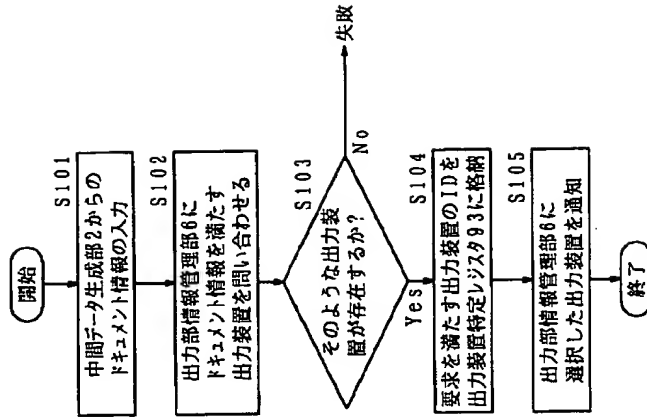 開始
S101
中間データ生成部2からの
ドキュメント情報の入力
S102
出力部情報管理部6に
ドキュメント情報を満たす
出力装置を問い合わせる
S103
そのような出力装
置が存在するか?
No
失敗
Yes
S104
要求を満たす出力装置のIDを
出力装置特定レジスタ93に格納
S105
出力部情報管理部6に
選択した出力装置を通知
終了